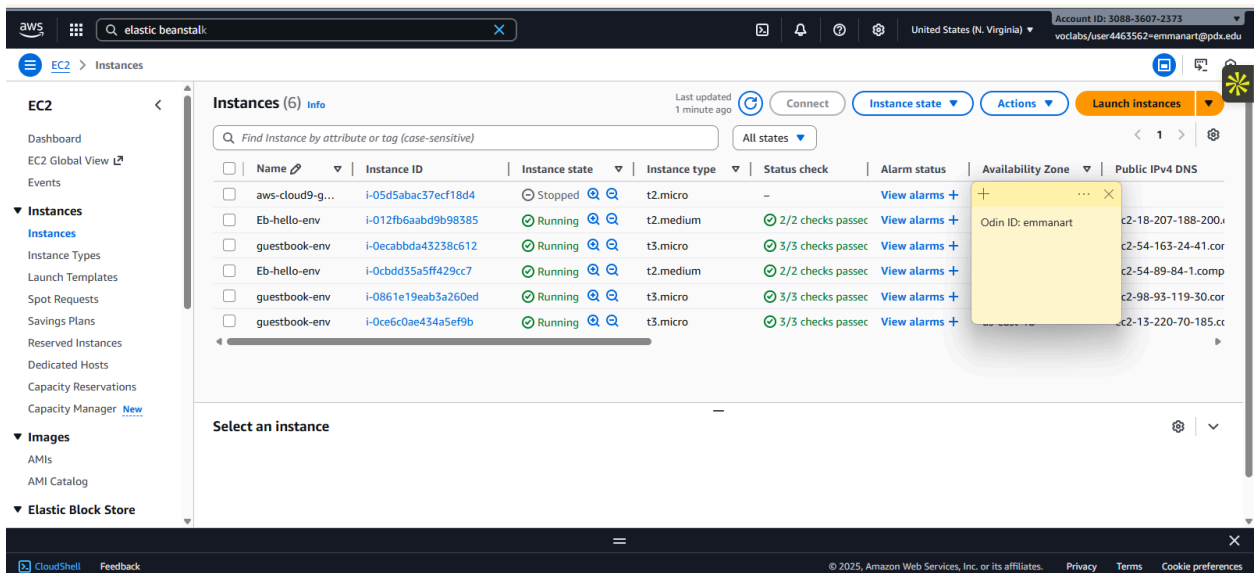 aws
elastic beanstalk
United States (N. Virginia)
Account ID: 3088-3607-2373
voclabs/user4463562=emmanart@pdx.edu
EC2 > Instances
EC2
Dashboard
EC2 Global View
Events
Instances
Instances
Instance Types
Launch Templates
Spot Requests
Savings Plans
Reserved Instances
Dedicated Hosts
Capacity Reservations
Capacity Manager New
Images
AMIs
AMI Catalog
Elastic Block Store
Instances (6) Info
Last updated
1 minute ago
Connect
Instance state
Actions
Launch instances
Find Instance by attribute or tag (case-sensitive)
All states
1
Name Instance ID Instance state Instance type Status check Alarm status Availability Zone Public IPv4 DNS
aws-cloud9-g... i-05d5abac37ecf18d4 Stopped t2.micro – View alarms +
Eb-hello-env i-012fb6aabd9b98385 Running t2.medium 2/2 checks passec View alarms + c2-18-207-188-200.
guestbook-env i-0ecabbda43238c612 Running t3.micro 3/3 checks passec View alarms + c2-54-163-24-41.cor
Eb-hello-env i-0cbdd35a5ff429cc7 Running t2.medium 2/2 checks passec View alarms + c2-54-89-84-1.comp
guestbook-env i-0861e19eab3a260ed Running t3.micro 3/3 checks passec View alarms + c2-98-93-119-30.cor
guestbook-env i-0ce6c0ae434a5ef9b Running t3.micro 3/3 checks passec View alarms + ec2-13-220-70-185.cc
Odin ID: emmanart
Select an instance
CloudShell Feedback
© 2025, Amazon Web Services, Inc. or its affiliates. Privacy Terms Cookie preferences